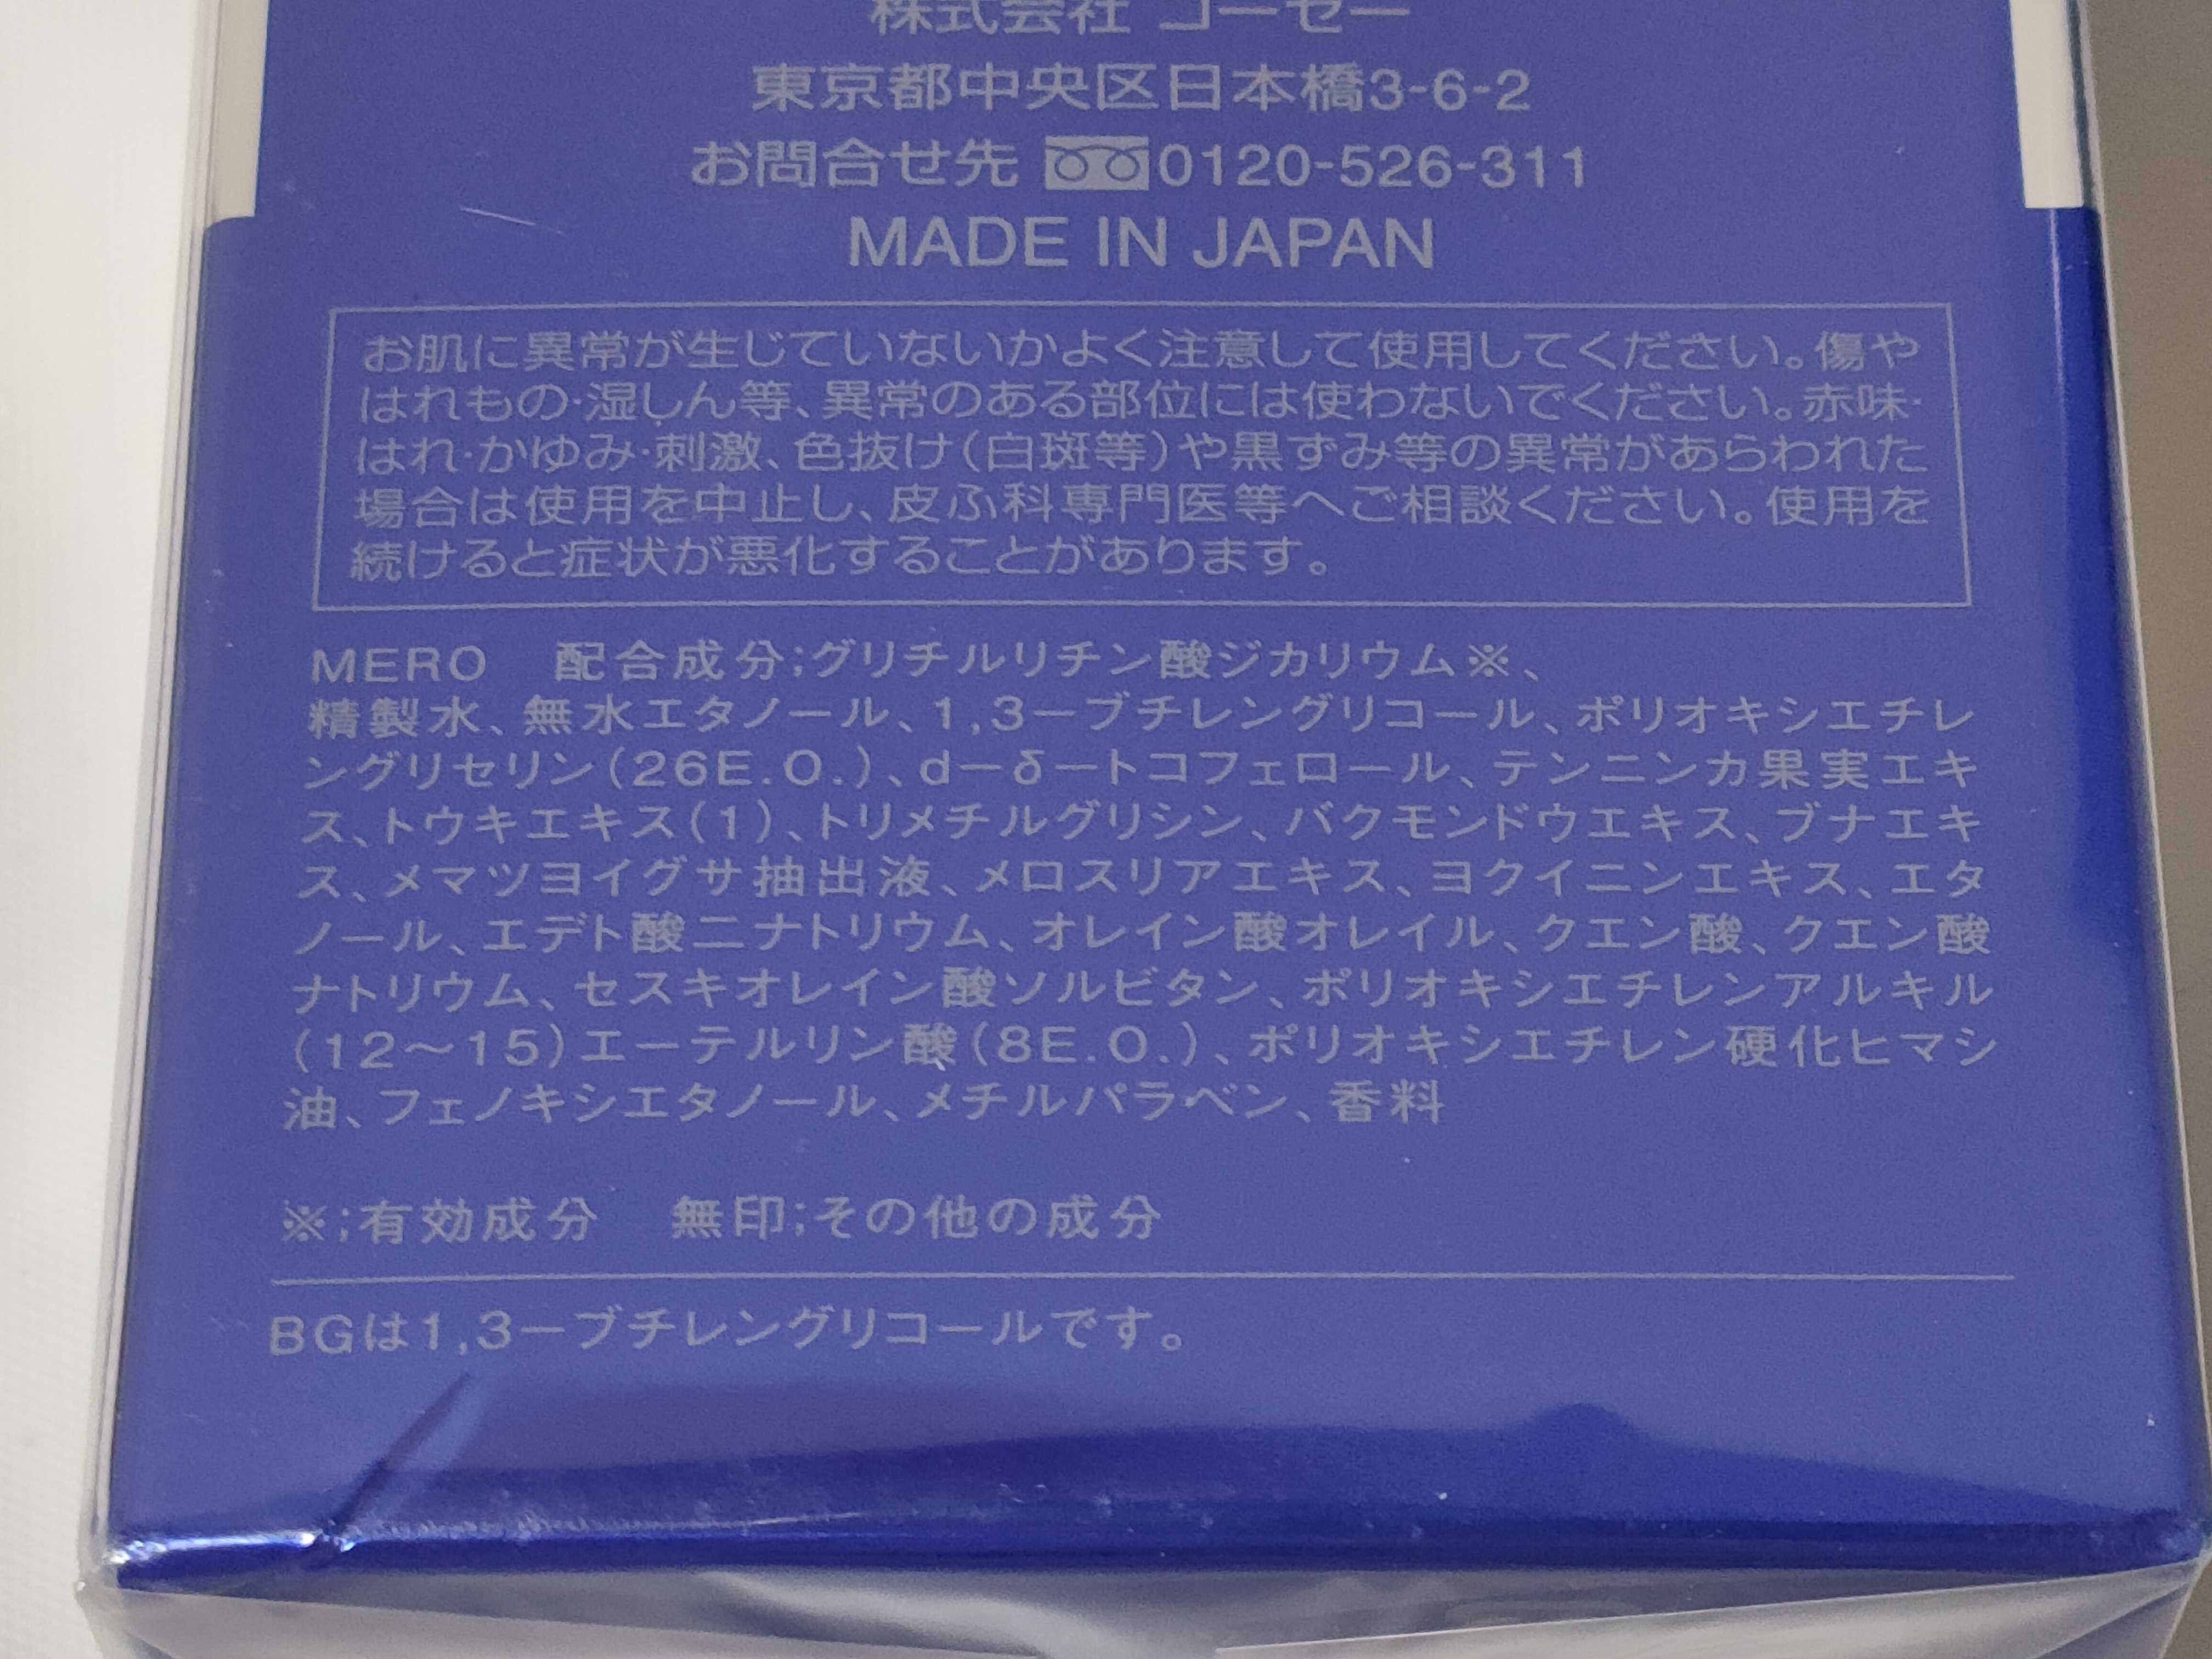 株式会社 コーセー
東京都中央区日本橋3-6-2
お問合せ先 0120-526-311
MADE IN JAPAN
お肌に異常が生じていないかよく注意して使用してください。傷や
はれもの·湿しん等、異常のある部位には使わないでください。赤味·
はれ·かゆみ·刺激、色抜け(白斑等)や黒ずみ等の異常があらわれた
場合は使用を中止し、皮ふ科専門医等へご相談ください。使用を
続けると症状が悪化することがあります。
MERO 配合成分;グリチルリチン酸ジカリウム※、
精製水、無水エタノール、1,3-ブチレングリコール、ポリオキシエチレ
ングリセリン(26E.O.)、d-δ-トコフェロール、テンニンカ果実エキ
ス、トウキエキス(1)、トリメチルグリシン、バクモンドウエキス、ブナエキ
ス、メマツヨイグサ抽出液、メロスリアエキス、ヨクイニンエキス、エタ
ノール、エデト酸二ナトリウム、オレイン酸オレイル、クエン酸、クエン酸
ナトリウム、セスキオレイン酸ソルビタン、ポリオキシエチレンアルキル
(12～15)エーテルリン酸(8E.O.)、ポリオキシエチレン硬化ヒマシ
油、フェノキシエタノール、メチルパラベン、香料
※;有効成分 無印;その他の成分
BGは1,3-ブチレングリコールです。